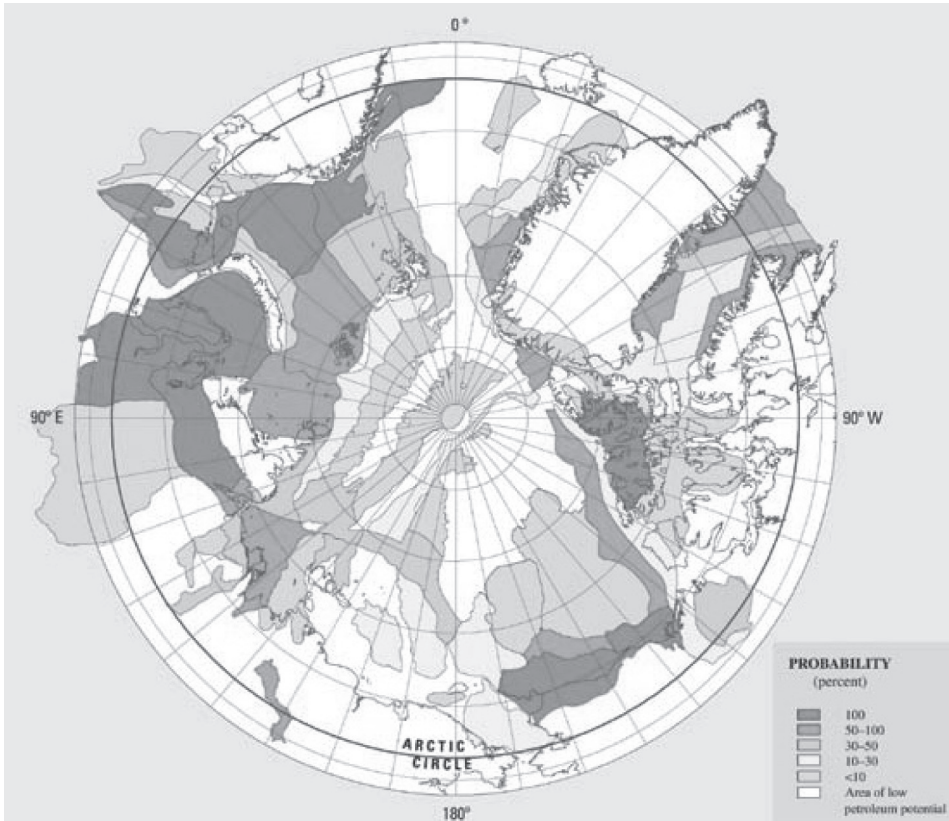 0°
90° E
90° W
ARCTIC
CIRCLE
180°
PROBABILITY
(percent)
100
50–100
30–50
10–30
<10
Area of low
petroleum potential